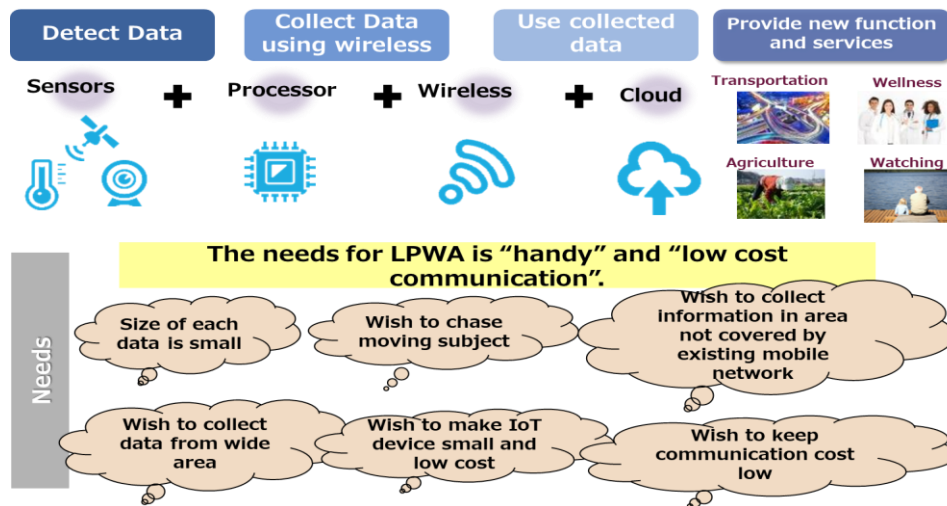 Detect Data
Collect Data
using wireless
Use collected
data
Provide new function
and services
Sensors
+
Processor
+
Wireless
+
Cloud
Transportation
Wellness
Agriculture
Watching
The needs for LPWA is “handy” and “low cost
communication”.
Needs
Size of each
data is small
Wish to chase
moving subject
Wish to collect
information in area
not covered by
existing mobile
network
Wish to collect
data from wide
area
Wish to make IoT
device small and
low cost
Wish to keep
communication cost
low